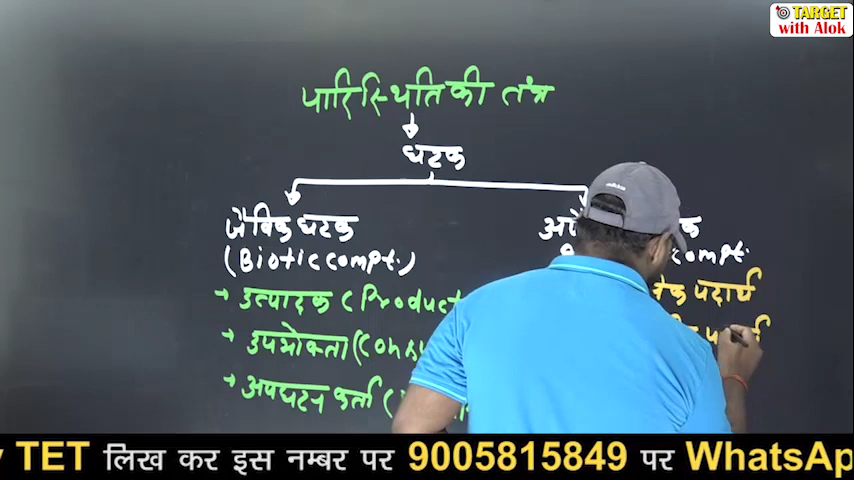 TARGET
with Alok
पारिस्थितिकी तंत्र
घटक
जैविक घटक
(Biotic compt.)
→ उत्पादक (Product
→ उपभोक्ता (Con
→ अपघटन कर्ता (
compt.
पदार्थ
TET लिख कर इस नम्बर पर 9005815849 पर WhatsAp